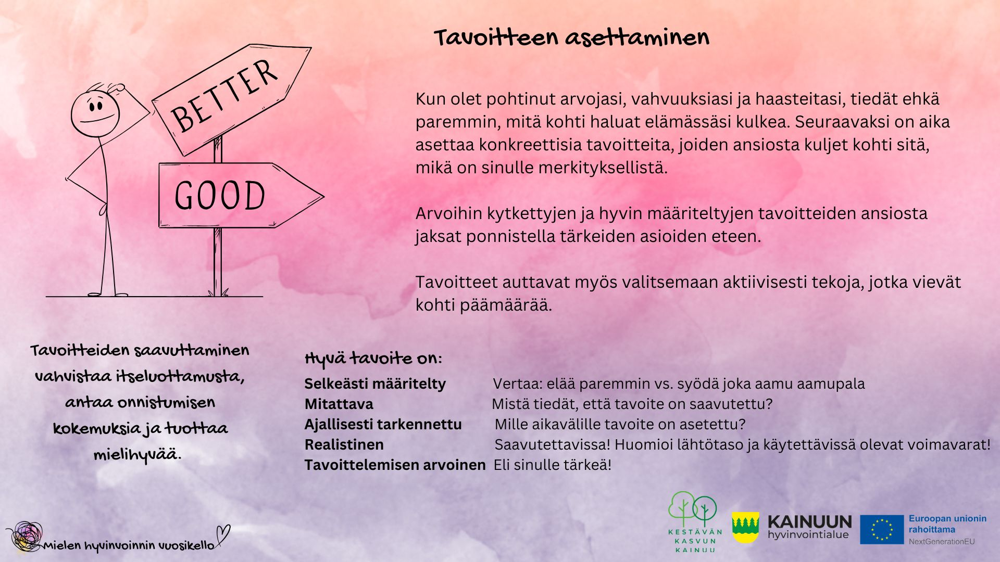 Tavoitteen asettaminen
BETTER
GOOD
Kun olet pohtinut arvojasi, vahvuuksiasi ja haasteitasi, tiedät ehkä
paremmin, mitä kohti haluat elämässäsi kulkea. Seuraavaksi on aika
asettaa konkreettisia tavoitteita, joiden ansiosta kuljet kohti sitä,
mikä on sinulle merkityksellistä.
Arvoihin kytkettyjen ja hyvin määriteltyjen tavoitteiden ansiosta
jaksat ponnistella tärkeiden asioiden eteen.
Tavoitteet auttavat myös valitsemaan aktiivisesti tekoja, jotka vievät
kohti päämäärää.
Tavoitteiden saavuttaminen
vahvistaa itseluottamusta,
antaa onnistumisen
kokemuksia ja tuottaa
mielihyvää.
Hyvä tavoite on:
Selkeästi määritelty Vertaa: elää paremmin vs. syödä joka aamu aamupala
Mitattava Mistä tiedät, että tavoite on saavutettu?
Ajallisesti tarkennettu Mille aikavälille tavoite on asetettu?
Realistinen Saavutettavissa! Huomioi lähtötaso ja käytettävissä olevat voimavarat!
Tavoittelemisen arvoinen Eli sinulle tärkeä!
Mielen hyvinvoinnin vuosikello
KESTÄVÄN
KASVUN
KAINUU
KAINUUN
hyvinvointialue
Euroopan unionin
rahoittama
NextGenerationEU